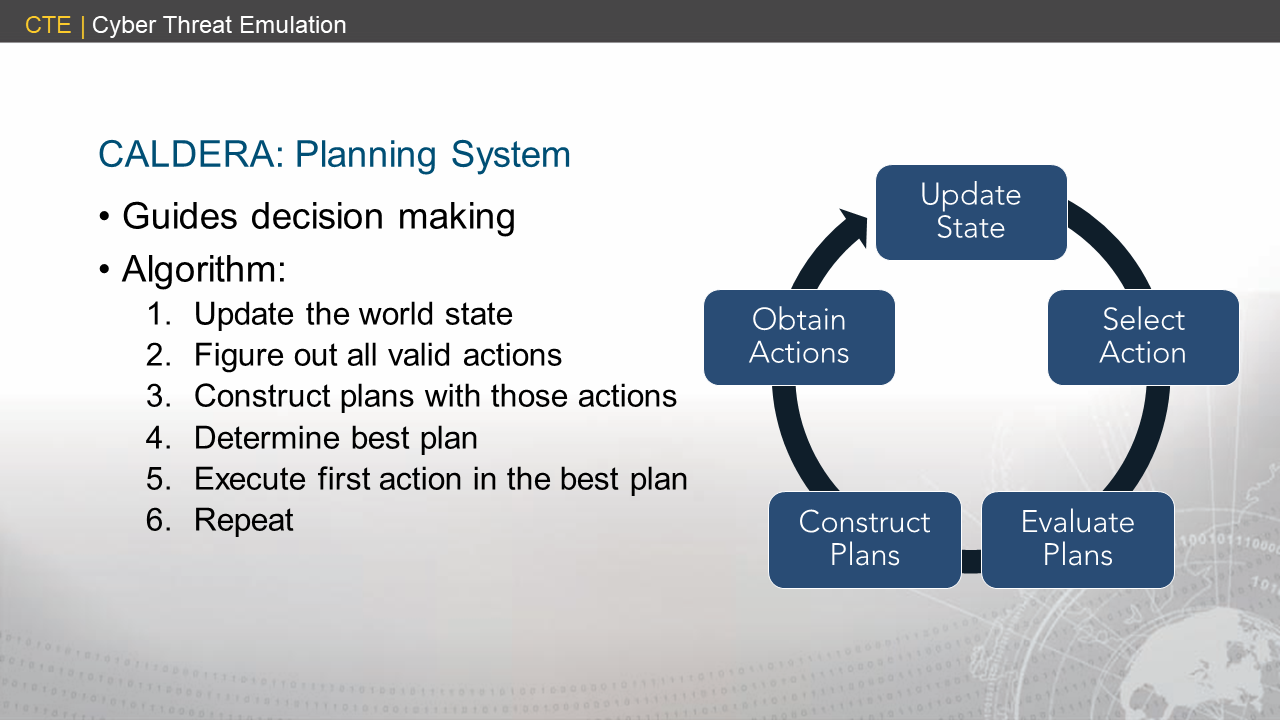 CTE | Cyber Threat Emulation
CALDERA: Planning System
• Guides decision making
• Algorithm:
1. Update the world state
2. Figure out all valid actions
3. Construct plans with those actions
4. Determine best plan
5. Execute first action in the best plan
6. Repeat
Update
State
Obtain
Actions
Select
Action
Construct
Plans
Evaluate
Plans